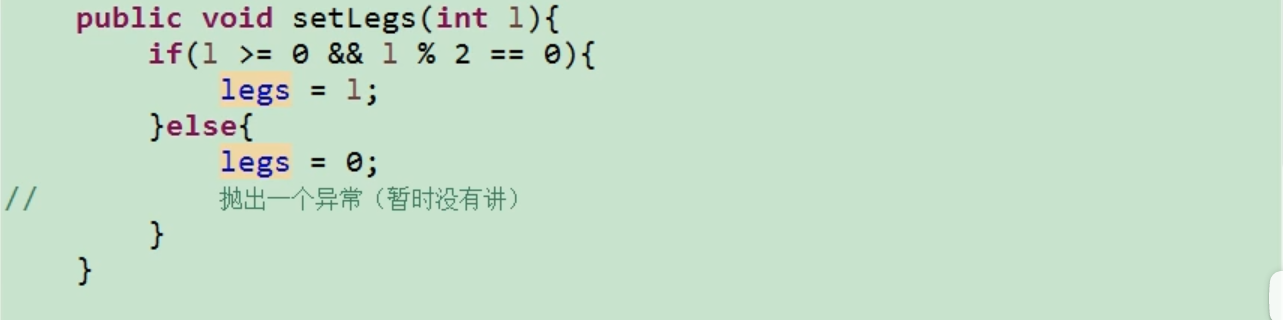 public void setLegs(int l){
if(l >= 0 && l % 2 == 0){
legs = l;
}else{
legs = 0;
// 抛出一个异常（暂时没有讲）
}
}